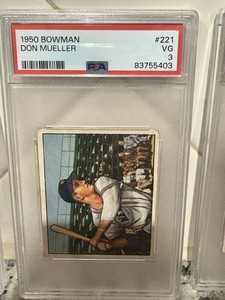 1950 BOWMAN #221
DON MUELLER VG
PSA 3
83755403